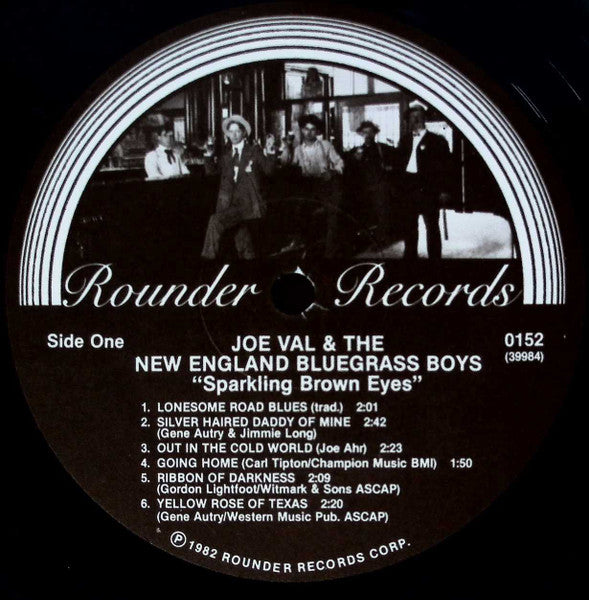 Rounder Records
Side One
JOE VAL & THE
0152
NEW ENGLAND BLUEGRASS BOYS
(39984)
“Sparkling Brown Eyes”
1. LONESOME ROAD BLUES (trad.) 2:01
2. SILVER HAIRED DADDY OF MINE 2:42
(Gene Autry & Jimmie Long)
3. OUT IN THE COLD WORLD (Joe Ahr) 2:23
4. GOING HOME (Carl Tipton/Champion Music BMI) 1:50
5. RIBBON OF DARKNESS 2:09
(Gordon Lightfoot/Witmark & Sons ASCAP)
6. YELLOW ROSE OF TEXAS 2:20
(Gene Autry/Western Music Pub. ASCAP)
℗ 1982 ROUNDER RECORDS CORP.